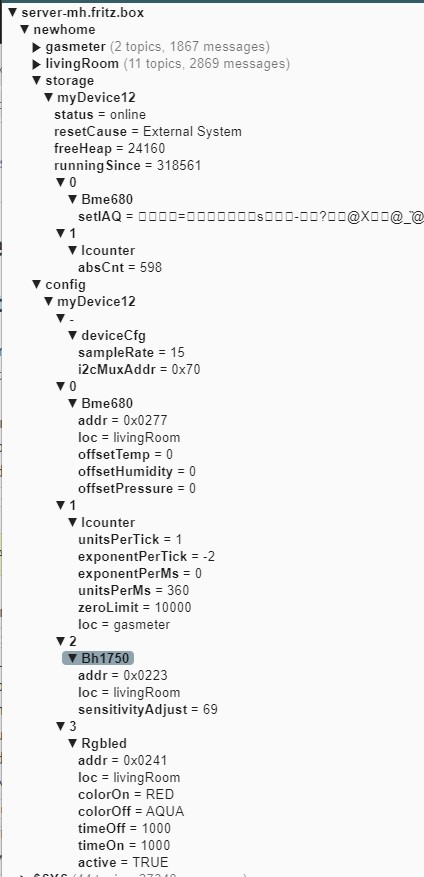 ▼ server-mh.fritz.box
▼ newhome
▶ gasmeter (2 topics, 1867 messages)
▶ livingRoom (11 topics, 2869 messages)
▼ storage
▼ myDevice12
status = online
resetCause = External System
freeHeap = 24160
runningSince = 318561
▼ 0
▼ Bme680
setIAQ = □□□□=□□□□□□□s□□□-□□?□□@X□□@_˜@
▼ 1
▼ Icounter
absCnt = 598
▼ config
▼ myDevice12
▼ -
▼ deviceCfg
sampleRate = 15
i2cMuxAddr = 0x70
▼ 0
▼ Bme680
addr = 0x0277
loc = livingRoom
offsetTemp = 0
offsetHumidity = 0
offsetPressure = 0
▼ 1
▼ Icounter
unitsPerTick = 1
exponentPerTick = -2
exponentPerMs = 0
unitsPerMs = 360
zeroLimit = 10000
loc = gasmeter
▼ 2
▼ Bh1750
addr = 0x0223
loc = livingRoom
sensitivityAdjust = 69
▼ 3
▼ Rgbled
addr = 0x0241
loc = livingRoom
colorOn = RED
colorOff = AQUA
timeOff = 1000
timeOn = 1000
active = TRUE